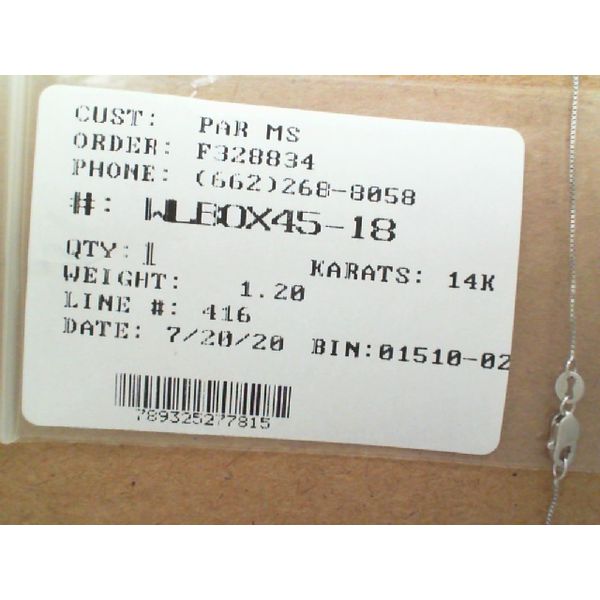 CUST: PAR MS
ORDER: F328834
PHONE: (662)268-8058
#: WLBOX45-18
QTY: 1 KARATS: 14K
WEIGHT: 1.20
LINE #: 416
DATE: 7/20/20 BIN:01510-02
789325277815